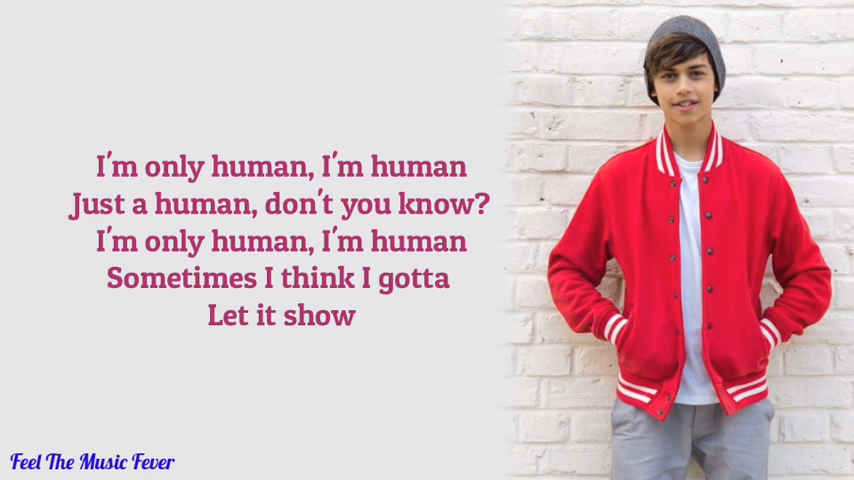 I'm only human, I'm human
Just a human, don't you know?
I'm only human, I'm human
Sometimes I think I gotta
Let it show
Feel The Music Fever